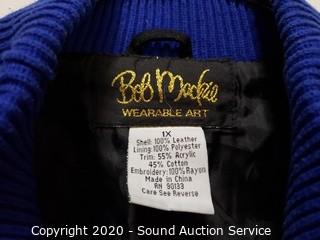 Bob Mackie
WEARABLE ART
1X
Shell: 100% Leather
Lining: 100% Polyester
Trim: 55% Acrylic
45% Cotton
Embroidery: 100% Rayon
Made in China
RN 90133
Care See Reverse
Copyright 2020 - Sound Auction Service